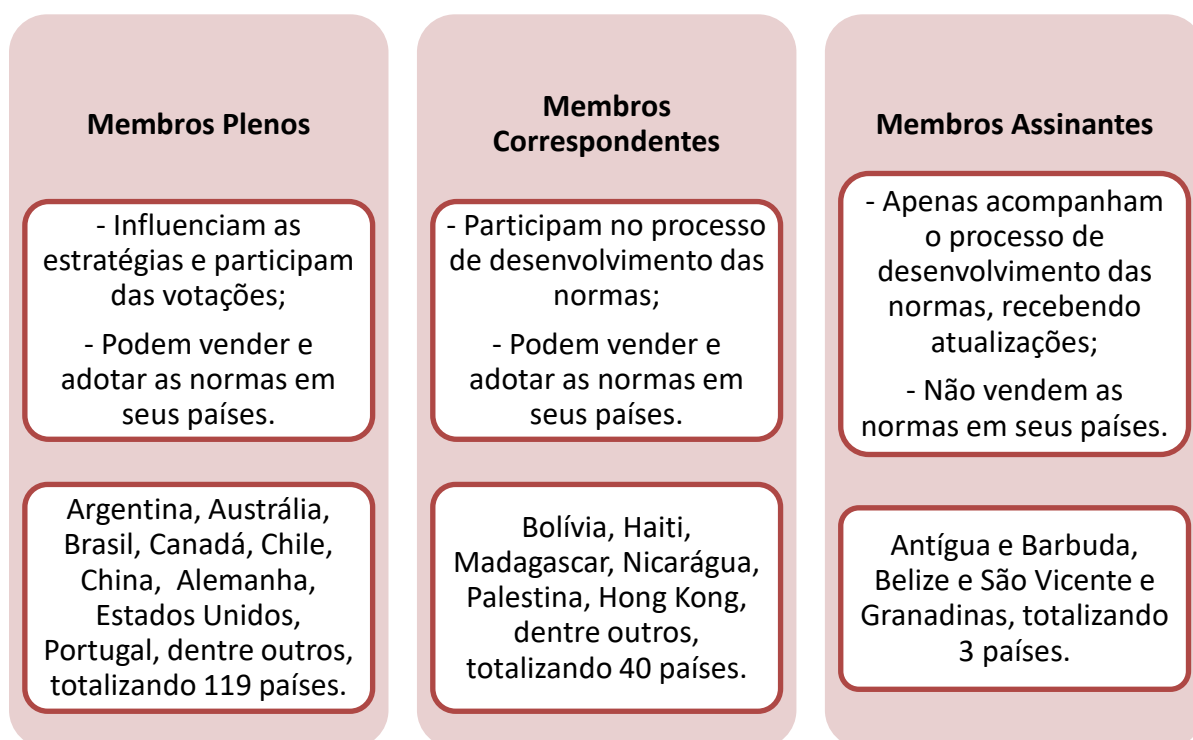 Membros Plenos
- Influenciam as
estratégias e participam
das votações;
- Podem vender e
adotar as normas em
seus países.
Argentina, Austrália,
Brasil, Canadá, Chile,
China, Alemanha,
Estados Unidos,
Portugal, dentre outros,
totalizando 119 países.
Membros
Correspondentes
- Participam no processo
de desenvolvimento das
normas;
- Podem vender e
adotar as normas em
seus países.
Bolívia, Haiti,
Madagascar, Nicarágua,
Palestina, Hong Kong,
dentre outros,
totalizando 40 países.
Membros Assinantes
- Apenas acompanham
o processo de
desenvolvimento das
normas, recebendo
atualizações;
- Não vendem as
normas em seus países.
Antígua e Barbuda,
Belize e São Vicente e
Granadinas, totalizando
3 países.